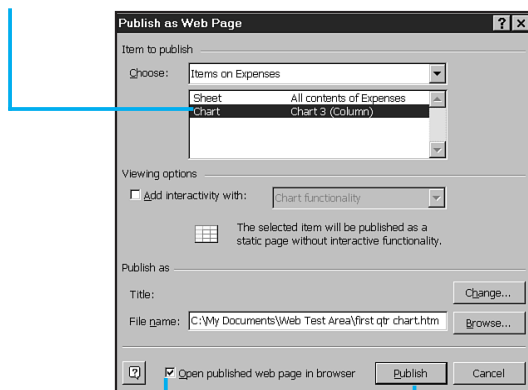 Publish as Web Page
Item to publish
Choose: Items on Expenses
Sheet All contents of Expenses
Chart Chart 3 (Column)
Viewing options
Add interactivity with: Chart functionality
The selected item will be published as a
static page without interactive functionality.
Publish as
Title: Change...
File name: C:\My Documents\Web Test Area\first qtr chart.htm Browse...
Open published web page in browser Publish Cancel